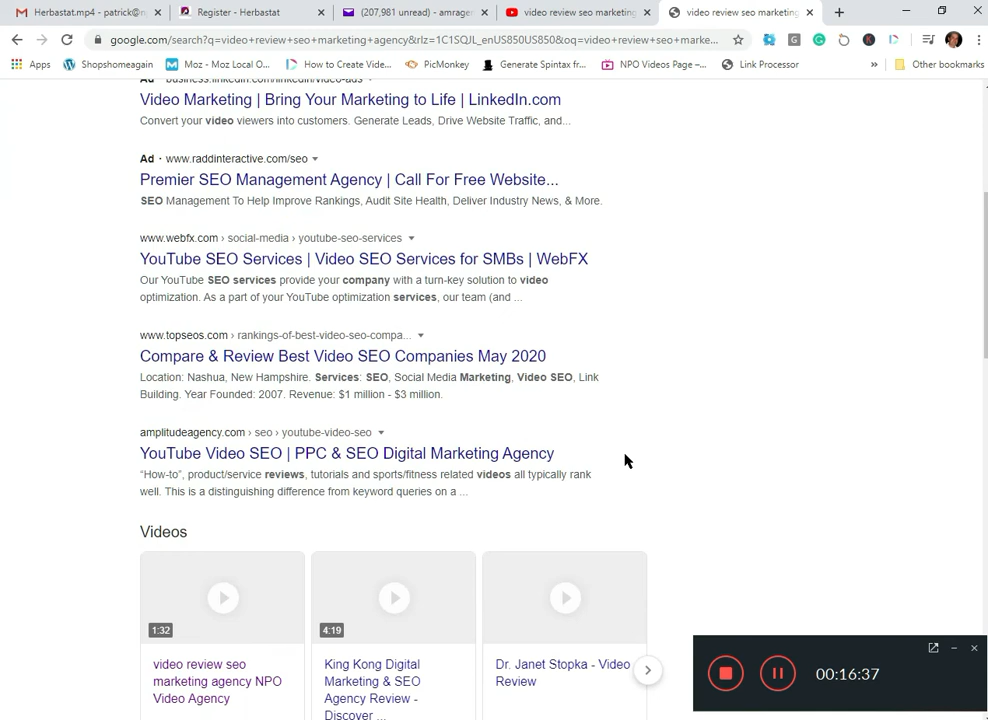 Herbastat.mp4 - patrick@n
Register - Herbastat
(207,981 unread) - amrager
video review seo marketing
video review seo marketing
google.com/search?q=video+review+seo+marketing+agency&rlz=1C1SQJL_enUS850US850&oq=video+review+seo+marke...
Apps
Shopshomeagain
Moz - Moz Local O...
How to Create Vide...
PicMonkey
Generate Spintax fr...
NPO Videos Page –...
Link Processor
»
Other bookmarks
Ad · business.linkedin.com/linkedin/video-ads
Video Marketing | Bring Your Marketing to Life | LinkedIn.com
Convert your video viewers into customers. Generate Leads, Drive Website Traffic, and...
Ad · www.raddinteractive.com/seo
Premier SEO Management Agency | Call For Free Website...
SEO Management To Help Improve Rankings, Audit Site Health, Deliver Industry News, & More.
www.webfx.com › social-media › youtube-seo-services
YouTube SEO Services | Video SEO Services for SMBs | WebFX
Our YouTube SEO services provide your company with a turn-key solution to video
optimization. As a part of your YouTube optimization services, our team (and ...
www.topseos.com › rankings-of-best-video-seo-compa...
Compare & Review Best Video SEO Companies May 2020
Location: Nashua, New Hampshire. Services: SEO, Social Media Marketing, Video SEO, Link
Building. Year Founded: 2007. Revenue: $1 million - $3 million.
amplitudeagency.com › seo › youtube-video-seo
YouTube Video SEO | PPC & SEO Digital Marketing Agency
“How-to”, product/service reviews, tutorials and sports/fitness related videos all typically rank
well. This is a distinguishing difference from keyword queries on a ...
Videos
1:32
4:19
video review seo
marketing agency NPO
Video Agency
King Kong Digital
Marketing & SEO
Agency Review -
Discover ...
Dr. Janet Stopka - Video
Review
00:16:37